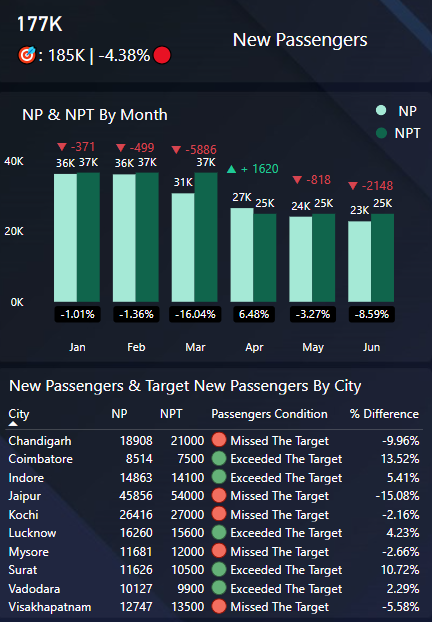 177K
New Passengers
: 185K | -4.38%
NP & NPT By Month
NP
NPT
-371 -499 -5886 + 1620 -818 -2148
40K
20K
0K
36K 37K 36K 37K 31K 37K 27K 25K 24K 25K 23K 25K
-1.01% -1.36% -16.04% 6.48% -3.27% -8.59%
Jan Feb Mar Apr May Jun
New Passengers & Target New Passengers By City
City NP NPT Passengers Condition % Difference
Chandigarh 18908 21000 Missed The Target -9.96%
Coimbatore 8514 7500 Exceeded The Target 13.52%
Indore 14863 14100 Exceeded The Target 5.41%
Jaipur 45856 54000 Missed The Target -15.08%
Kochi 26416 27000 Missed The Target -2.16%
Lucknow 16260 15600 Exceeded The Target 4.23%
Mysore 11681 12000 Missed The Target -2.66%
Surat 11626 10500 Exceeded The Target 10.72%
Vadodara 10127 9900 Exceeded The Target 2.29%
Visakhapatnam 12747 13500 Missed The Target -5.58%